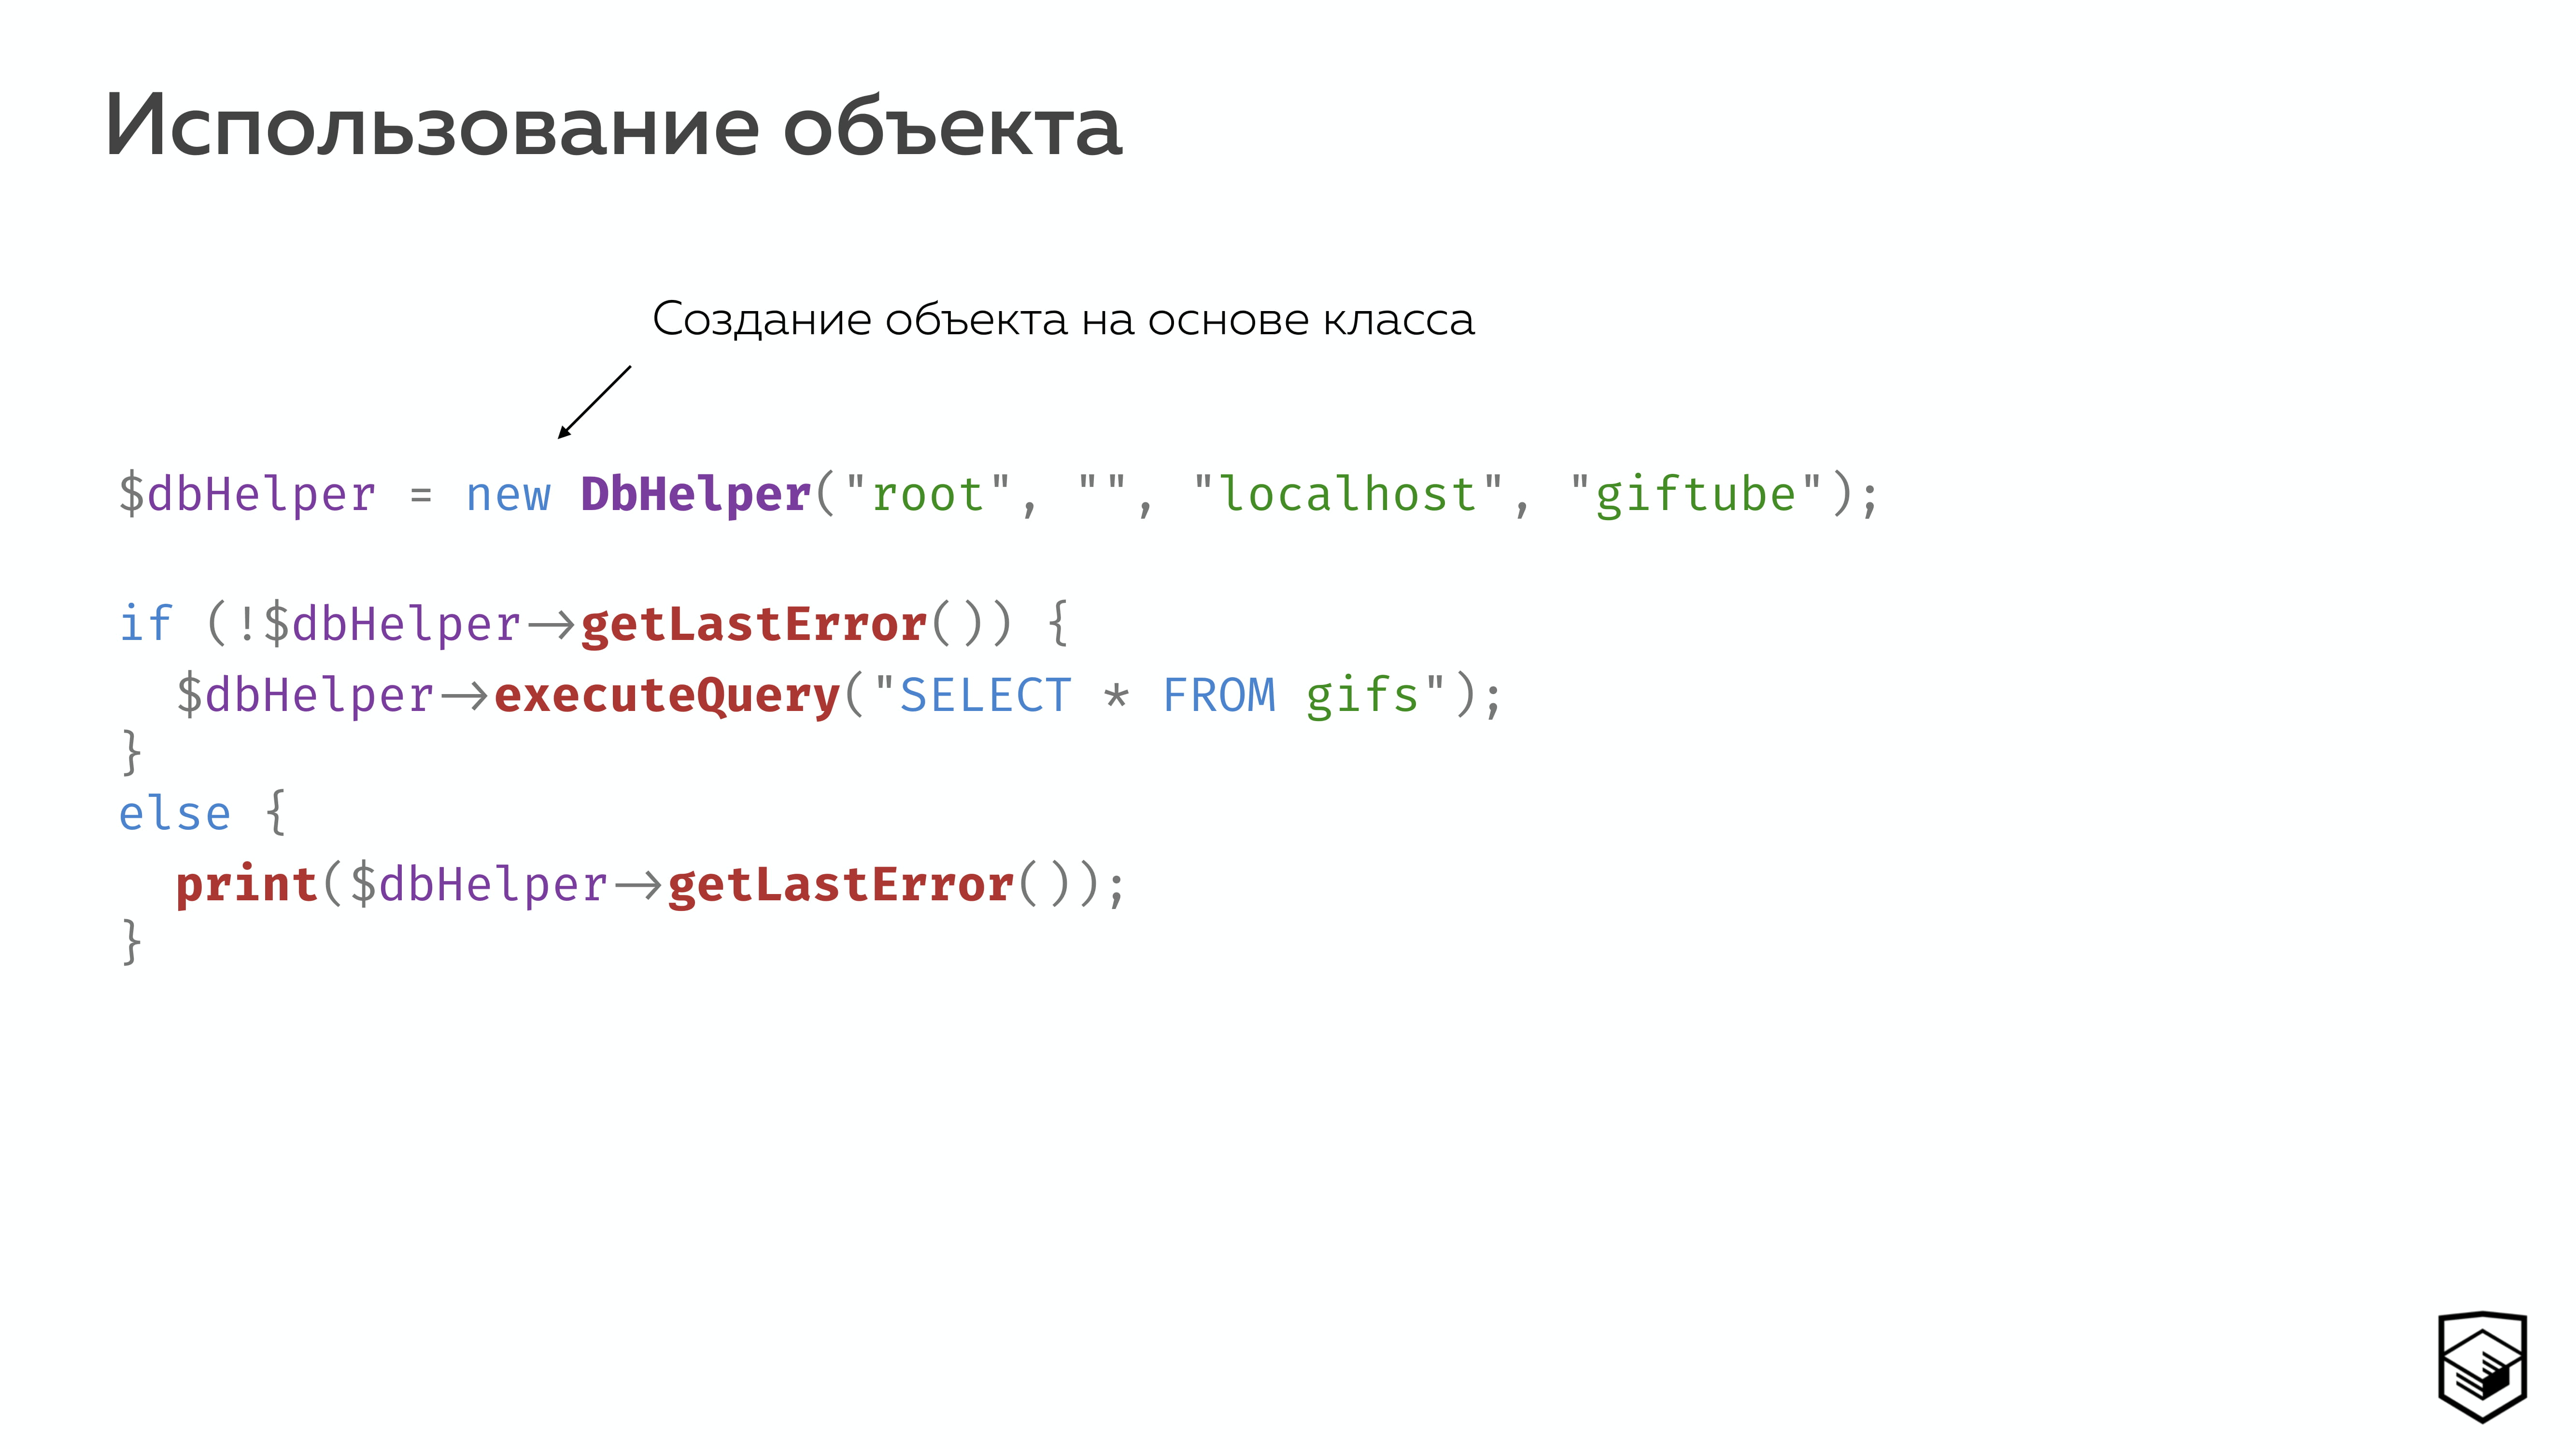 Использование объекта
Создание объекта на основе класса
$dbHelper = new DbHelper("root", "", "localhost", "giftube");
if (!$dbHelper->getLastError()) {
$dbHelper->executeQuery("SELECT * FROM gifs");
}
else {
print($dbHelper->getLastError());
}